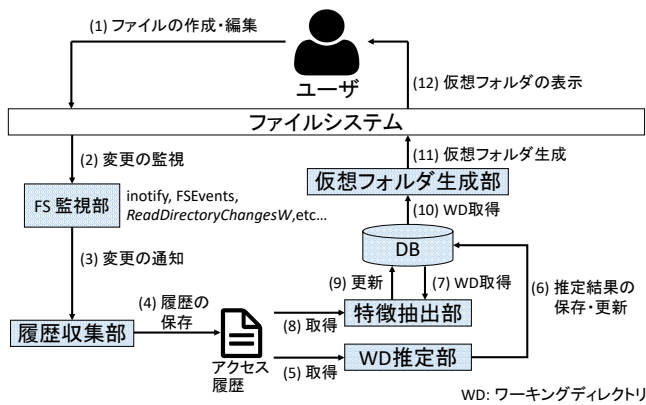 (1) ファイルの作成・編集
ユーザ
(12) 仮想フォルダの表示
ファイルシステム
(2) 変更の監視
(11) 仮想フォルダ生成
FS 監視部
inotify, FSEvents,
ReadDirectoryChangesW,etc…
仮想フォルダ生成部
(10) WD取得
DB
(3) 変更の通知
(9) 更新
(7) WD取得
(6) 推定結果の
保存・更新
(4) 履歴の
保存
履歴収集部
アクセス
履歴
(8) 取得
特徴抽出部
(5) 取得
WD推定部
WD: ワーキングディレクトリ